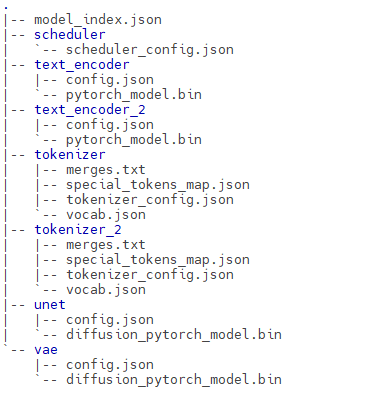 .
|-- model_index.json
|-- scheduler
|   `-- scheduler_config.json
|-- text_encoder
|   |-- config.json
|   `-- pytorch_model.bin
|-- text_encoder_2
|   |-- config.json
|   `-- pytorch_model.bin
|-- tokenizer
|   |-- merges.txt
|   |-- special_tokens_map.json
|   |-- tokenizer_config.json
|   `-- vocab.json
|-- tokenizer_2
|   |-- merges.txt
|   |-- special_tokens_map.json
|   |-- tokenizer_config.json
|   `-- vocab.json
|-- unet
|   |-- config.json
|   `-- diffusion_pytorch_model.bin
`-- vae
    |-- config.json
    `-- diffusion_pytorch_model.bin